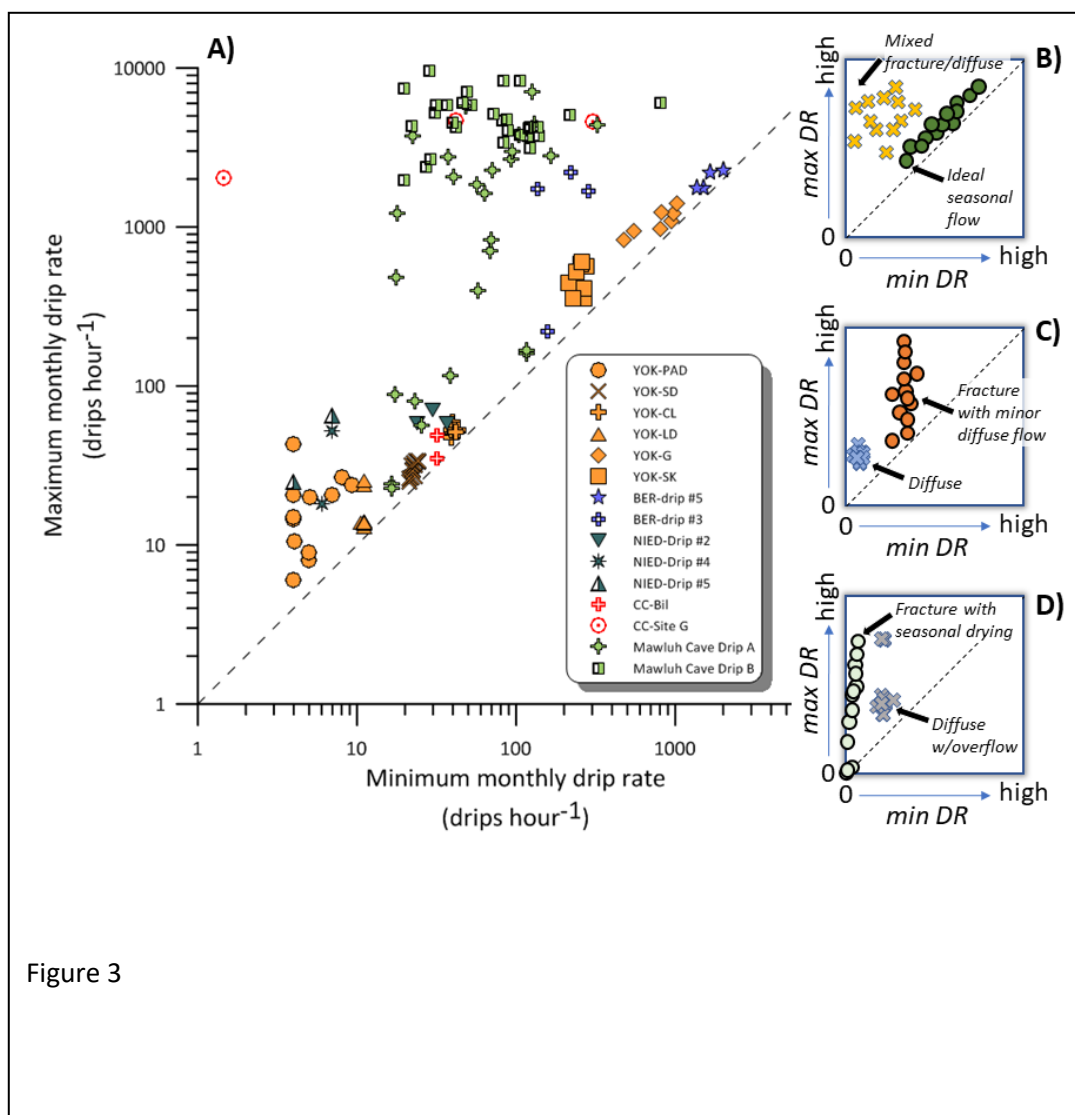 A)
10000
1000
100
10
1
1
10
100
1000
Maximum monthly drip rate
(drips hour-1)
Minimum monthly drip rate
(drips hour-1)
YOK-PAD
YOK-SD
YOK-CL
YOK-LD
YOK-G
YOK-SK
BER-drip #5
BER-drip #3
NIED-Drip #2
NIED-Drip #4
NIED-Drip #5
CC-Bil
CC-Site G
Mawluh Cave Drip A
Mawluh Cave Drip B
B)
Mixed
fracture/diffuse
high
max DR
0
Ideal
seasonal
flow
0
high
min DR
C)
high
max DR
0
Fracture
with minor
diffuse flow
Diffuse
0
high
min DR
D)
high
max DR
0
Fracture with
seasonal drying
Diffuse
w/overflow
0
high
min DR
Figure 3